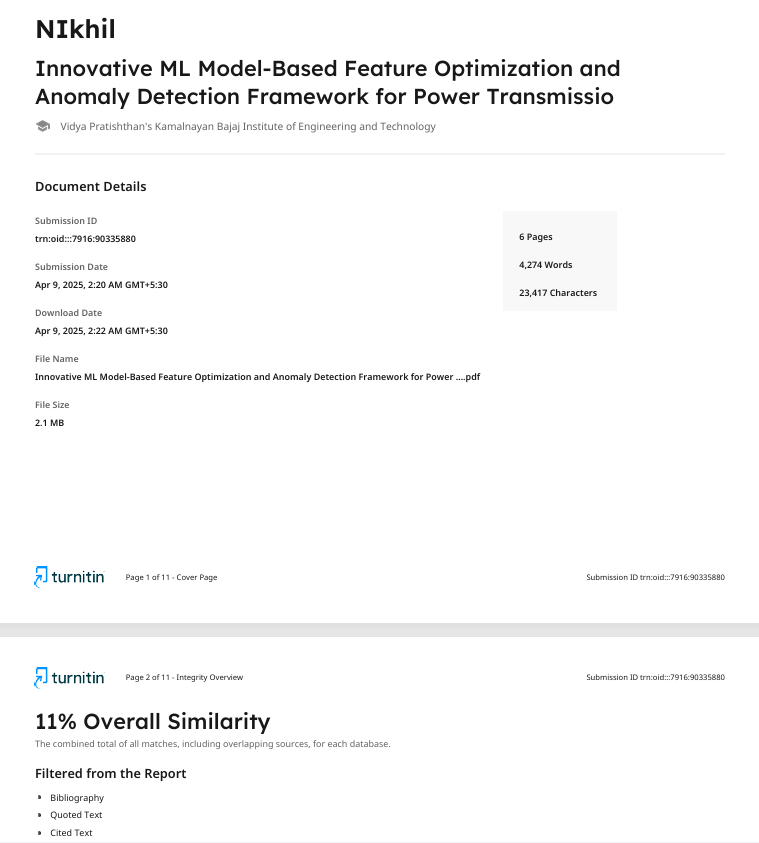 NIkhil
Innovative ML Model-Based Feature Optimization and
Anomaly Detection Framework for Power Transmissio
Vidya Pratishthan's Kamalnayan Bajaj Institute of Engineering and Technology
Document Details
Submission ID
trn:oid:::7916:90335880
Submission Date
Apr 9, 2025, 2:20 AM GMT+5:30
Download Date
Apr 9, 2025, 2:22 AM GMT+5:30
File Name
Innovative ML Model-Based Feature Optimization and Anomaly Detection Framework for Power ....pdf
File Size
2.1 MB
6 Pages
4,274 Words
23,417 Characters
turnitin Page 1 of 11 - Cover Page Submission ID trn:oid:::7916:90335880
turnitin Page 2 of 11 - Integrity Overview Submission ID trn:oid:::7916:90335880
11% Overall Similarity
The combined total of all matches, including overlapping sources, for each database.
Filtered from the Report
• Bibliography
• Quoted Text
• Cited Text